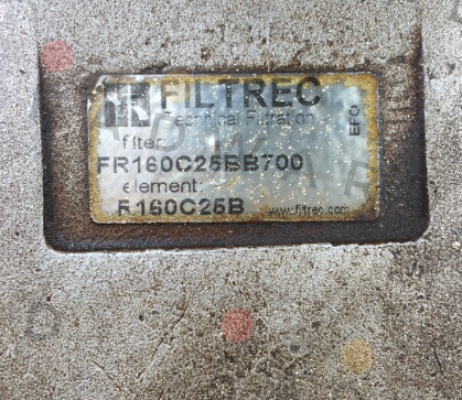 FILTREC
Technical Filtration
EFO
filter:
FR160C25BB700
element:
R160C25B
www.filtrec.com